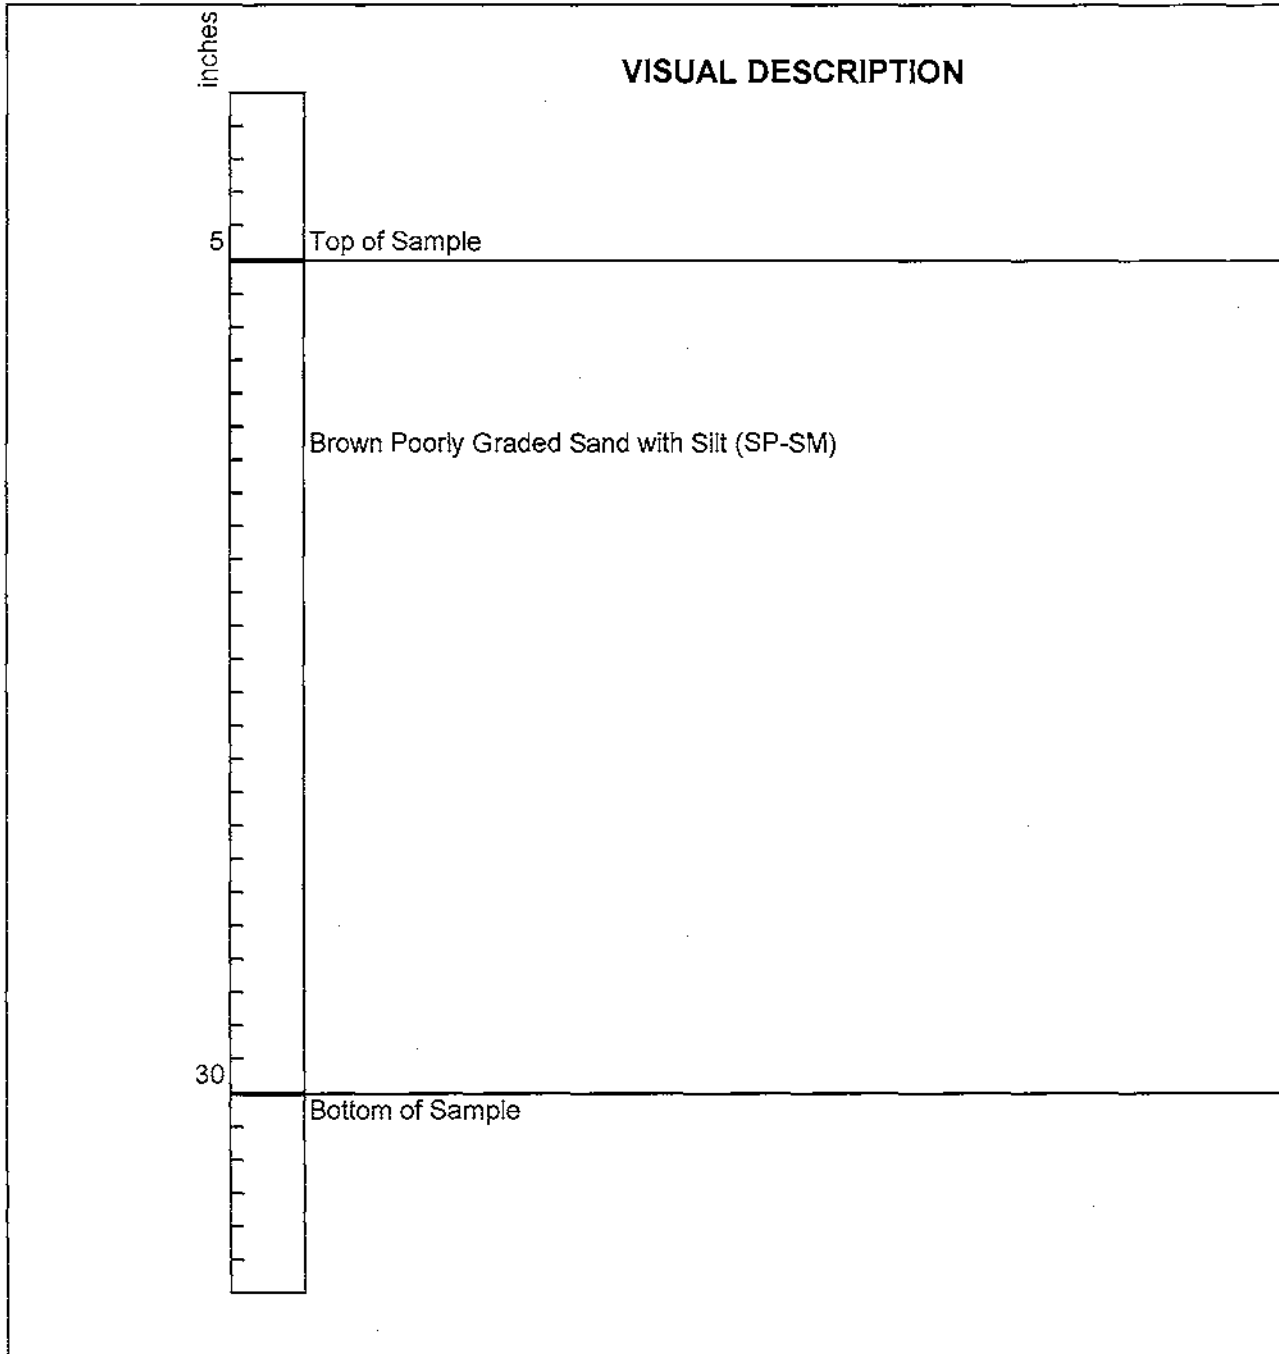 inches
VISUAL DESCRIPTION
5
Top of Sample
Brown Poorly Graded Sand with Silt (SP-SM)
30
Bottom of Sample